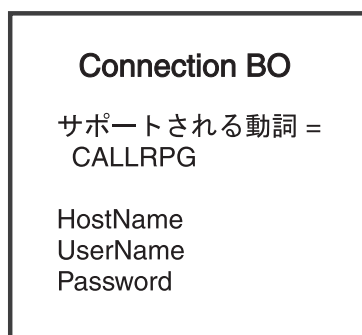 Connection BO
サポートされる動詞 =
CALLRPG
HostName
UserName
Password